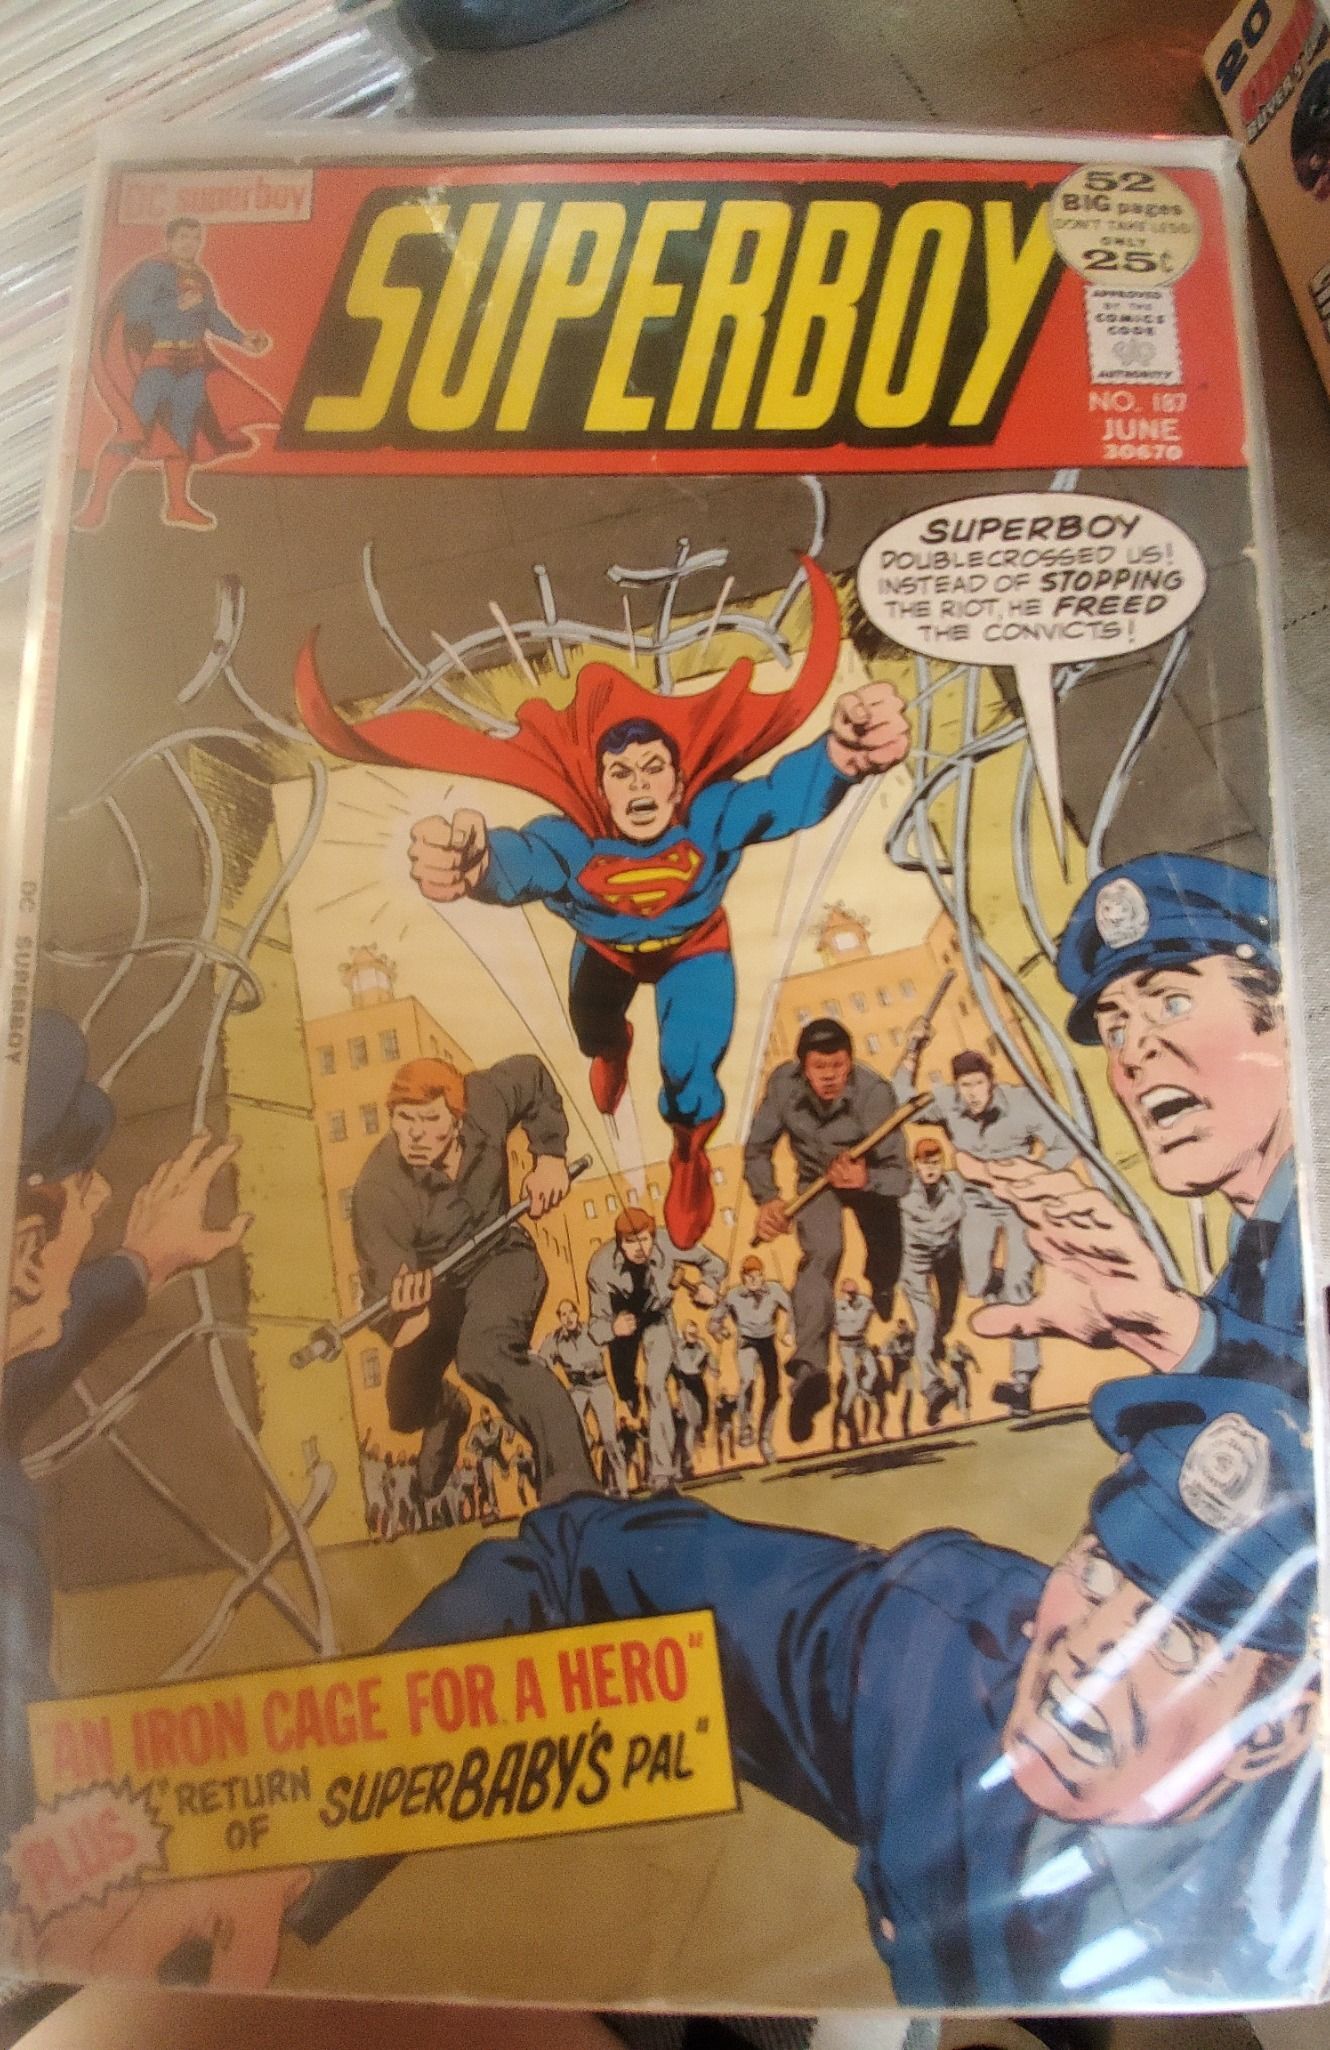 DC superboy
SUPERBOY
52
BIG pages
DON'T TAKE LESS!
ONLY
25¢
APPROVED
BY THE
COMICS
CODE
AUTHORITY
NO. 187
JUNE
30670
SUPERBOY
DOUBLECROSSED US!
INSTEAD OF STOPPING
THE RIOT, HE FREED
THE CONVICTS!
DC SUPERBOY
"AN IRON CAGE FOR A HERO"
PLUS
"RETURN
OF
SUPERBABY'S PAL"
20